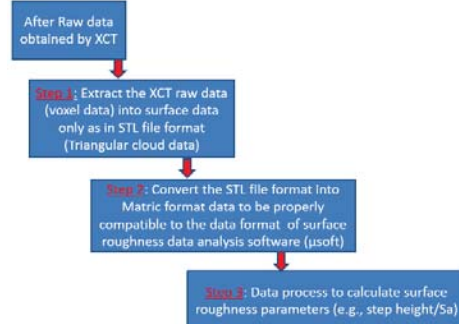 After Raw data
obtained by XCT
Step 1: Extract the XCT raw data
(voxel data) into surface data
only as in STL file format
(Triangular cloud data)
Step 2: Convert the STL file format into
Matric format data to be properly
compatible to the data format of surface
roughness data analysis software (µsoft)
Step 3: Data process to calculate surface
roughness parameters (e.g., step height/Sa)